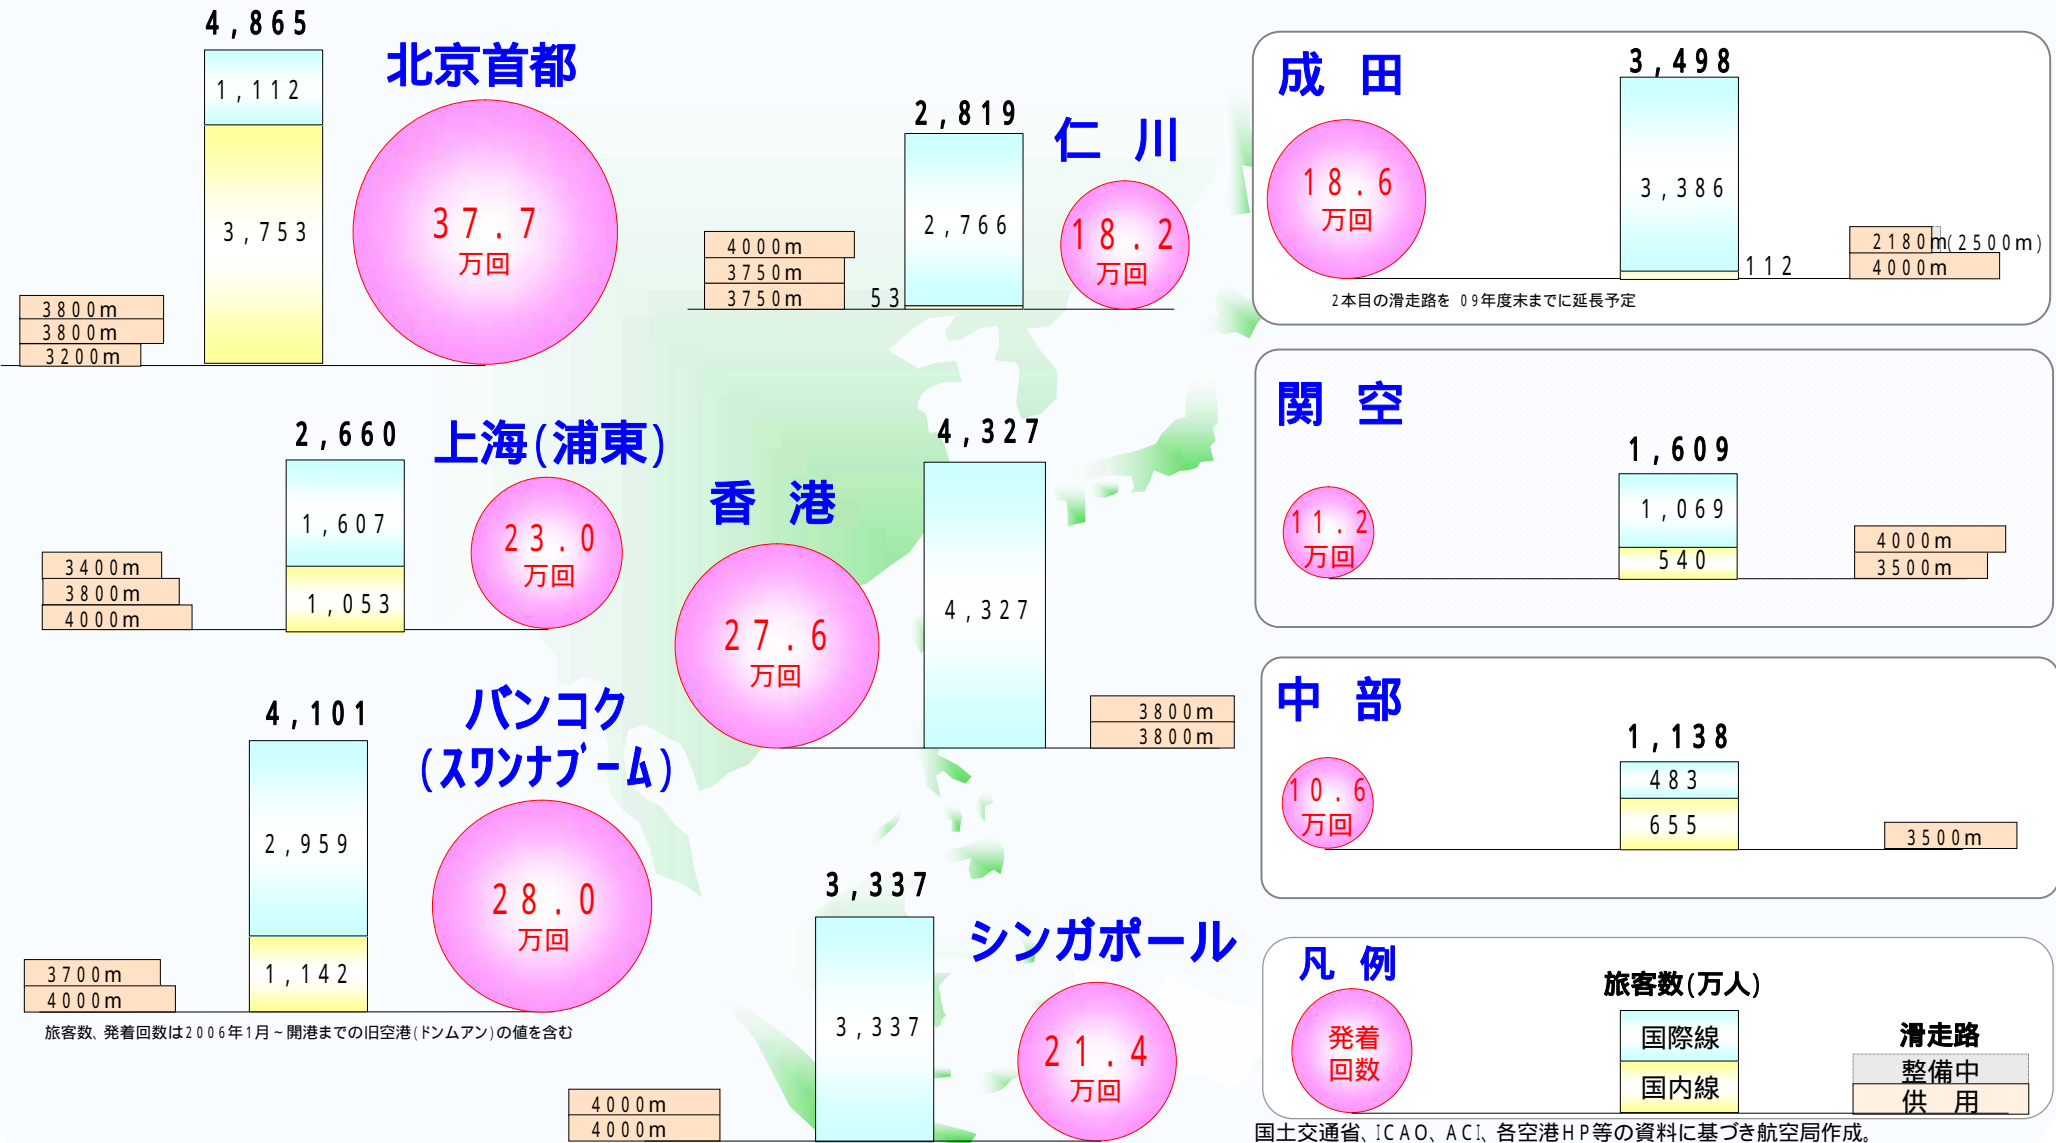 4,865
1,112
3,753
北京首都
37.7
万回
3800m
3800m
3200m
2,819
2,766
53
仁 川
18.2
万回
4000m
3750m
3750m
2,660
1,607
1,053
上海(浦東)
23.0
万回
3400m
3800m
4000m
香 港
27.6
万回
4,327
4,327
3800m
3800m
4,101
2,959
1,142
バンコク
(スワンナブーム)
28.0
万回
3700m
4000m
旅客数、発着回数は2006年1月~開港までの旧空港(ドンムアン)の値を含む
3,337
3,337
シンガポール
21.4
万回
4000m
4000m
成 田
18.6
万回
3,498
3,386
112
2180m(2500m)
4000m
2本目の滑走路を 09年度末までに延長予定
関 空
11.2
万回
1,609
1,069
540
4000m
3500m
中 部
10.6
万回
1,138
483
655
3500m
凡 例
発着
回数
旅客数(万人)
国際線
国内線
滑走路
整備中
供 用
国土交通省、ICAO、ACI、各空港HP等の資料に基づき航空局作成。